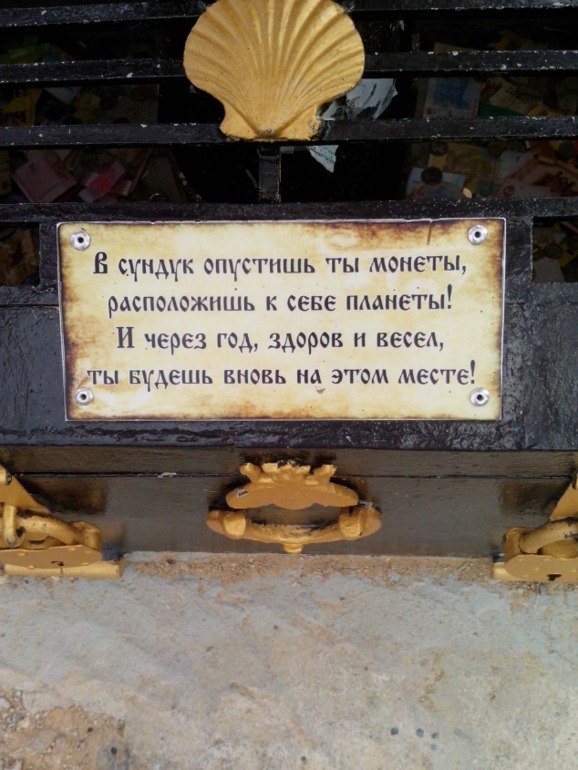 В сундук опустишь ты монеты,
расположишь к себе планеты!
И через год, здоров и весел,
ты будешь вновь на этом месте!